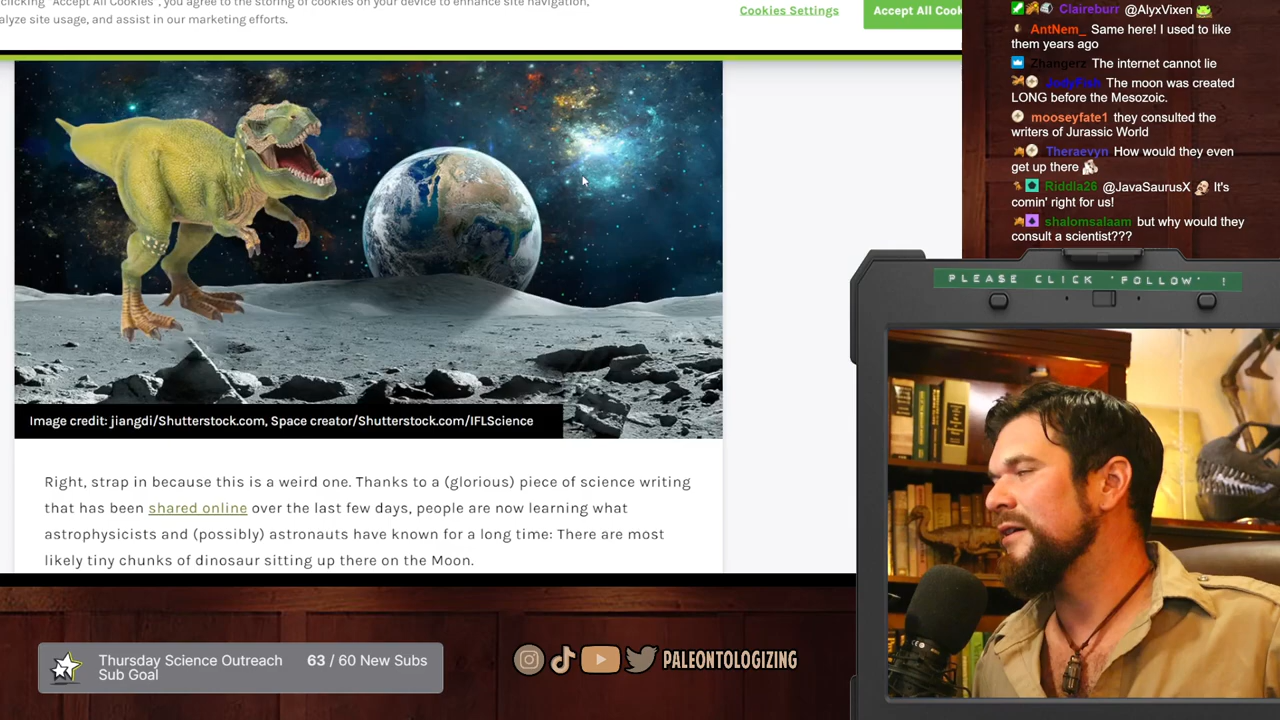 clicking "Accept All Cookies", you agree to the storing of cookies on your device to enhance site navigation,
alyze site usage, and assist in our marketing efforts.
Cookies Settings
Accept All Cook
Image credit: jiangdi/Shutterstock.com, Space creator/Shutterstock.com/IFLScience
Right, strap in because this is a weird one. Thanks to a (glorious) piece of science writing
that has been shared online over the last few days, people are now learning what
astrophysicists and (possibly) astronauts have known for a long time: There are most
likely tiny chunks of dinosaur sitting up there on the Moon.
Claireburr @AlyxVixen
AntNem_ Same here! I used to like
them years ago
Zhangerz The internet cannot lie
JodyFish The moon was created
LONG before the Mesozoic.
mooseyfate1 they consulted the
writers of Jurassic World
Theraevyn How would they even
get up there
Riddla26 @JavaSaurusX It's
comin' right for us!
shalomsalaam but why would they
consult a scientist???
PLEASE CLICK "FOLLOW" !
Thursday Science Outreach 63 / 60 New Subs
Sub Goal
PALEONTOLOGIZING